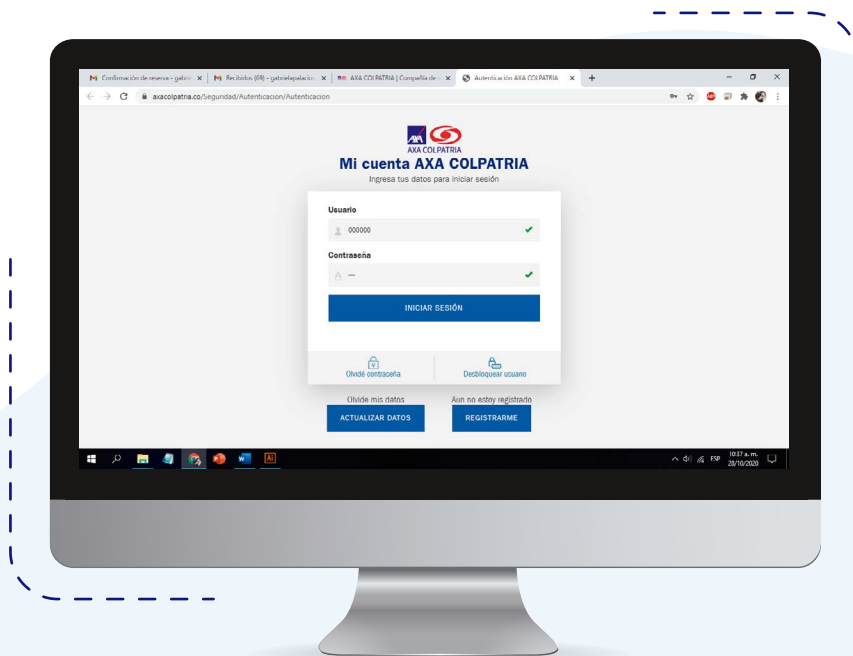 Confirmación de reserva - gabrie
Recibidos (69) - gabrielapalacios
AXA COLPATRIA | Compañía de
Autenticación AXA COLPATRIA
axacolpatria.co/Seguridad/Autenticacion/Autenticacion
AXA COLPATRIA
Mi cuenta AXA COLPATRIA
Ingresa tus datos para iniciar sesión
Usuario
000000
Contraseña
INICIAR SESIÓN
Olvidé contraseña
Desbloquear usuario
Olvide mis datos
Aun no estoy registrado
ACTUALIZAR DATOS
REGISTRARME
ESP
10:37 a. m.
28/10/2020